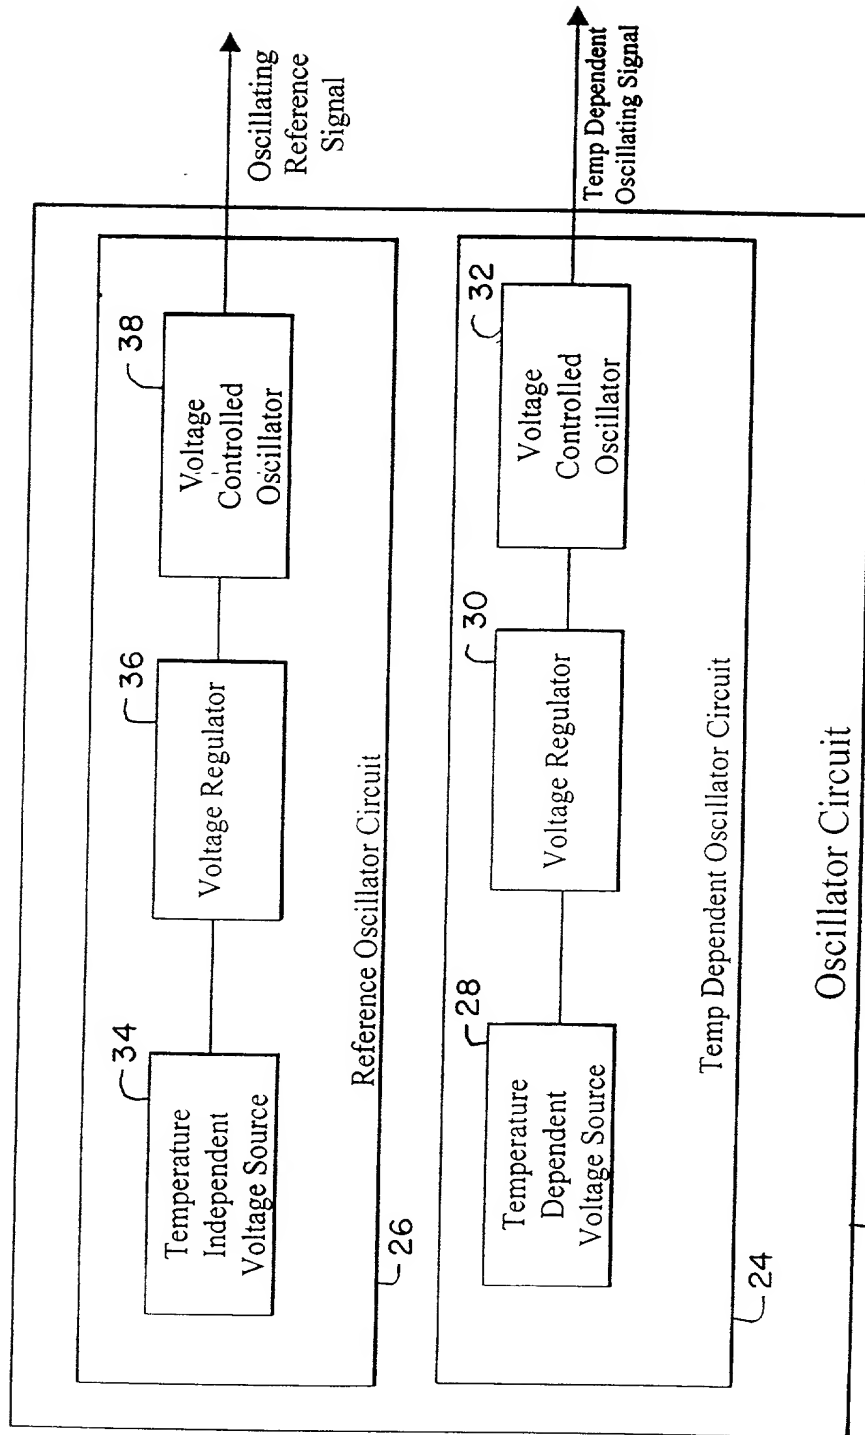 34
Temperature
Independent
Voltage Source
36
Voltage Regulator
38
Voltage
Controlled
Oscillator
Oscillating
Reference
Signal
Reference Oscillator Circuit
26
28
Temperature
Dependent
Voltage Source
30
Voltage Regulator
32
Voltage
Controlled
Oscillator
Temp Dependent
Oscillating Signal
Temp Dependent Oscillator Circuit
24
Oscillator Circuit